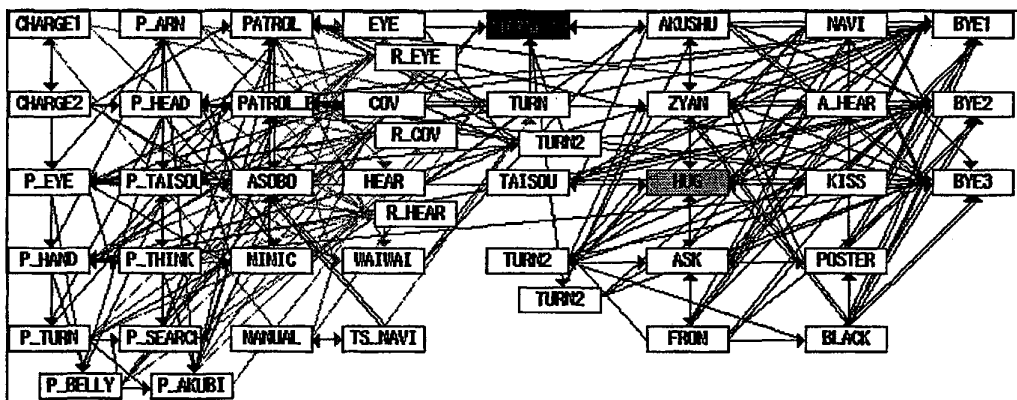 CHARGE1 P_ARN PATROL EYE AKUSHU NAVI BYE1
R_EYE
CHARGE2 P_HEAD PATROL_ COV TURN ZYAN A_HEAR BYE2
R_COV TURN2
P_EYE P_TAISOU ASOBO HEAR TAISOU HUG KISS BYE3
R_HEAR
P_HAND P_THINK MIMIC WAIWAI TURN2 ASK POSTER
TURN2
P_TURN P_SEARCH MANUAL TS_NAVI FRON BLACK
P_BELLY P_AKUBI